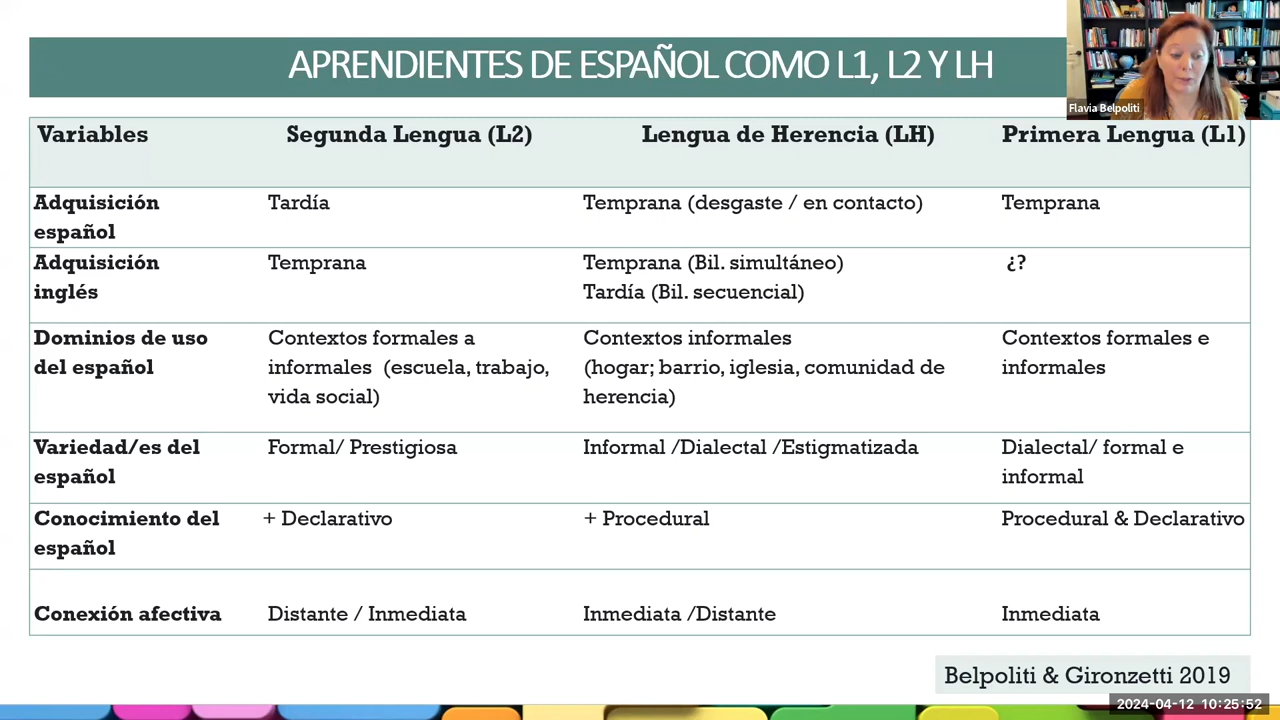 APRENDIENTES DE ESPAÑOL COMO L1, L2 Y LH
Flavia Belpoliti
Variables
Segunda Lengua (L2)
Lengua de Herencia (LH)
Primera Lengua (L1)
Adquisición
español
Tardía
Temprana (desgaste / en contacto)
Temprana
Adquisición
inglés
Temprana
Temprana (Bil. simultáneo)
Tardía (Bil. secuencial)
¿?
Dominios de uso
del español
Contextos formales a
informales (escuela, trabajo,
vida social)
Contextos informales
(hogar; barrio, iglesia, comunidad de
herencia)
Contextos formales e
informales
Variedad/es del
español
Formal/ Prestigiosa
Informal /Dialectal /Estigmatizada
Dialectal/ formal e
informal
Conocimiento del
español
+ Declarativo
+ Procedural
Procedural & Declarativo
Conexión afectiva
Distante / Inmediata
Inmediata /Distante
Inmediata
Belpoliti & Gironzetti 2019
2024-04-12 10:25:52